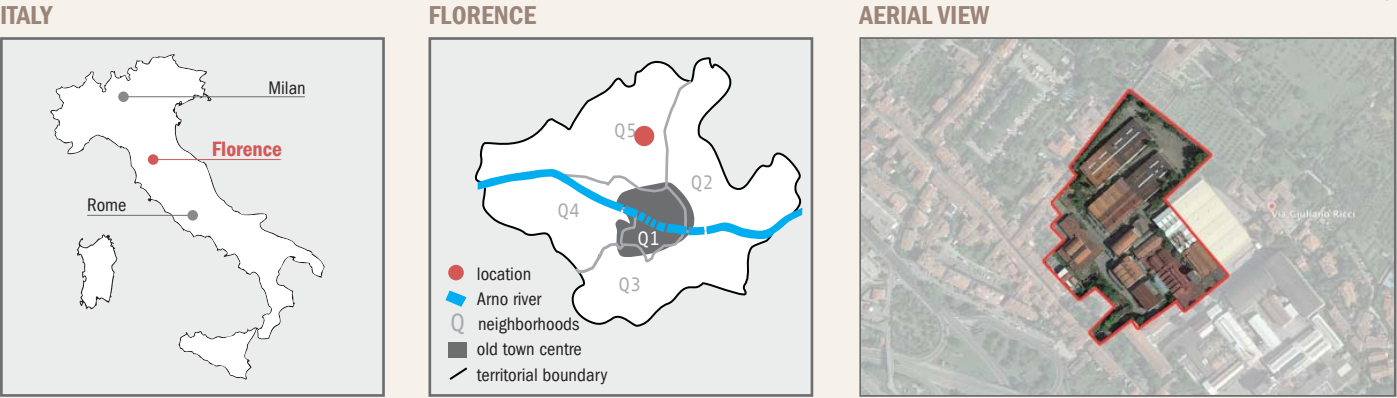 ITALY
Milan
Florence
Rome
FLORENCE
Q5
Q2
Q4
Q1
Q3
location
Arno river
Q neighborhoods
old town centre
territorial boundary
AERIAL VIEW
Via Giuliano Ricci